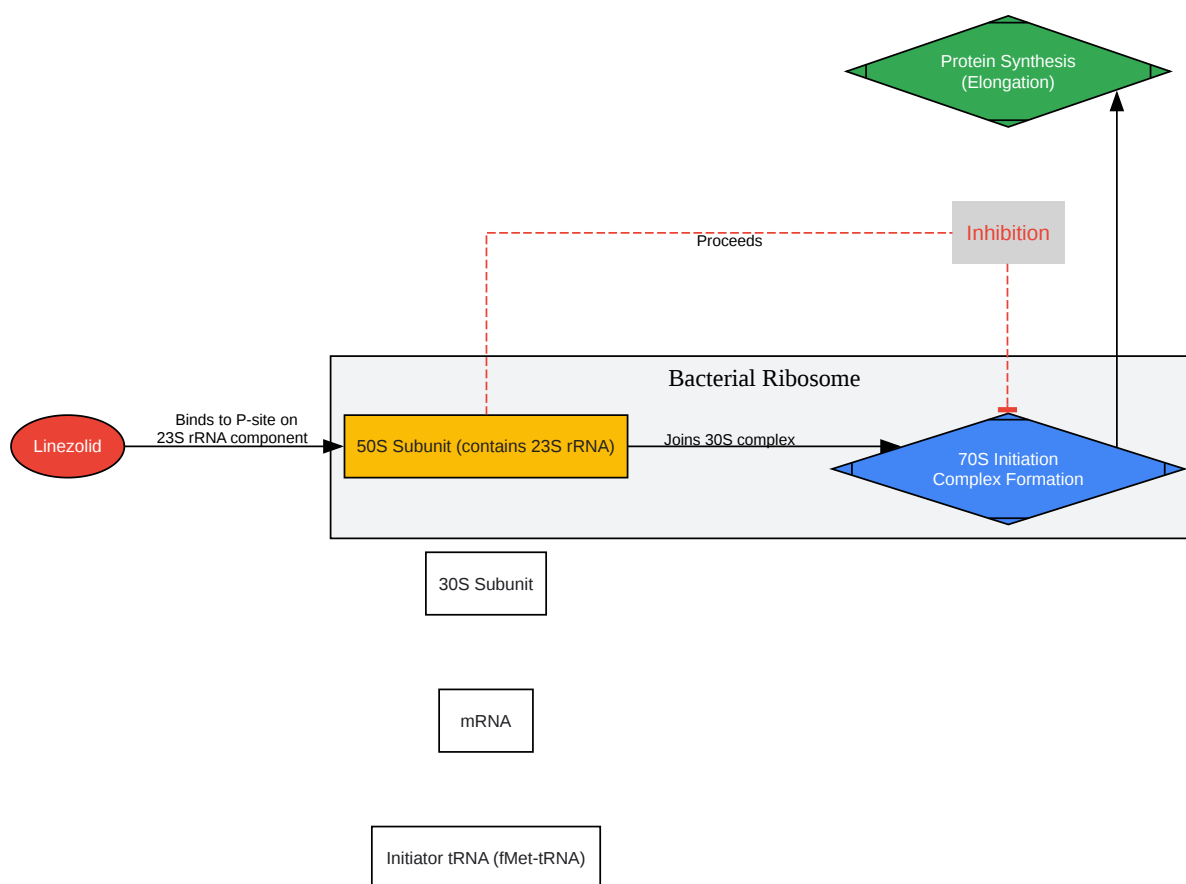 Protein Synthesis
(Elongation)
Inhibition
Proceeds
Bacterial Ribosome
Linezolid
Binds to P-site on
23S rRNA component
50S Subunit (contains 23S rRNA)
Joins 30S complex
70S Initiation
Complex Formation
30S Subunit
mRNA
Initiator tRNA (fMet-tRNA)